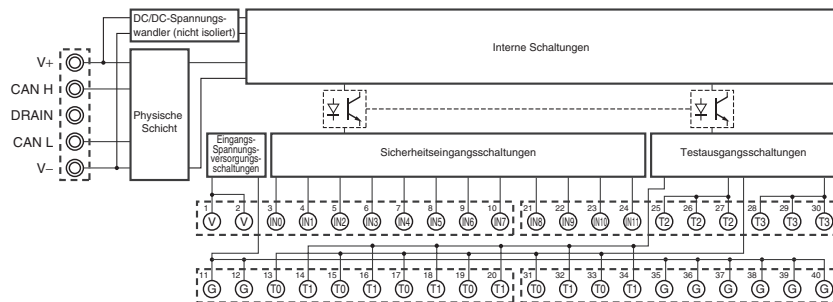 DC/DC-Spannungs-
wandler (nicht isoliert)
Interne Schaltungen
V+
CAN H
DRAIN
CAN L
V–
Physische
Schicht
Eingangs-
Spannungs-
versorgungs-
schaltungen
Sicherheitseingangsschaltungen
Testausgangsschaltungen
1 2 3 4 5 6 7 8 9 10 21 22 23 24 25 26 27 28 29 30
V V IN0 IN1 IN2 IN3 IN4 IN5 IN6 IN7 IN8 IN9 IN10 IN11 T2 T2 T2 T3 T3 T3
11 12 13 14 15 16 17 18 19 20 31 32 33 34 35 36 37 38 39 40
G G T0 T1 T0 T1 T0 T1 T0 T1 T0 T1 T0 T1 G G G G G G